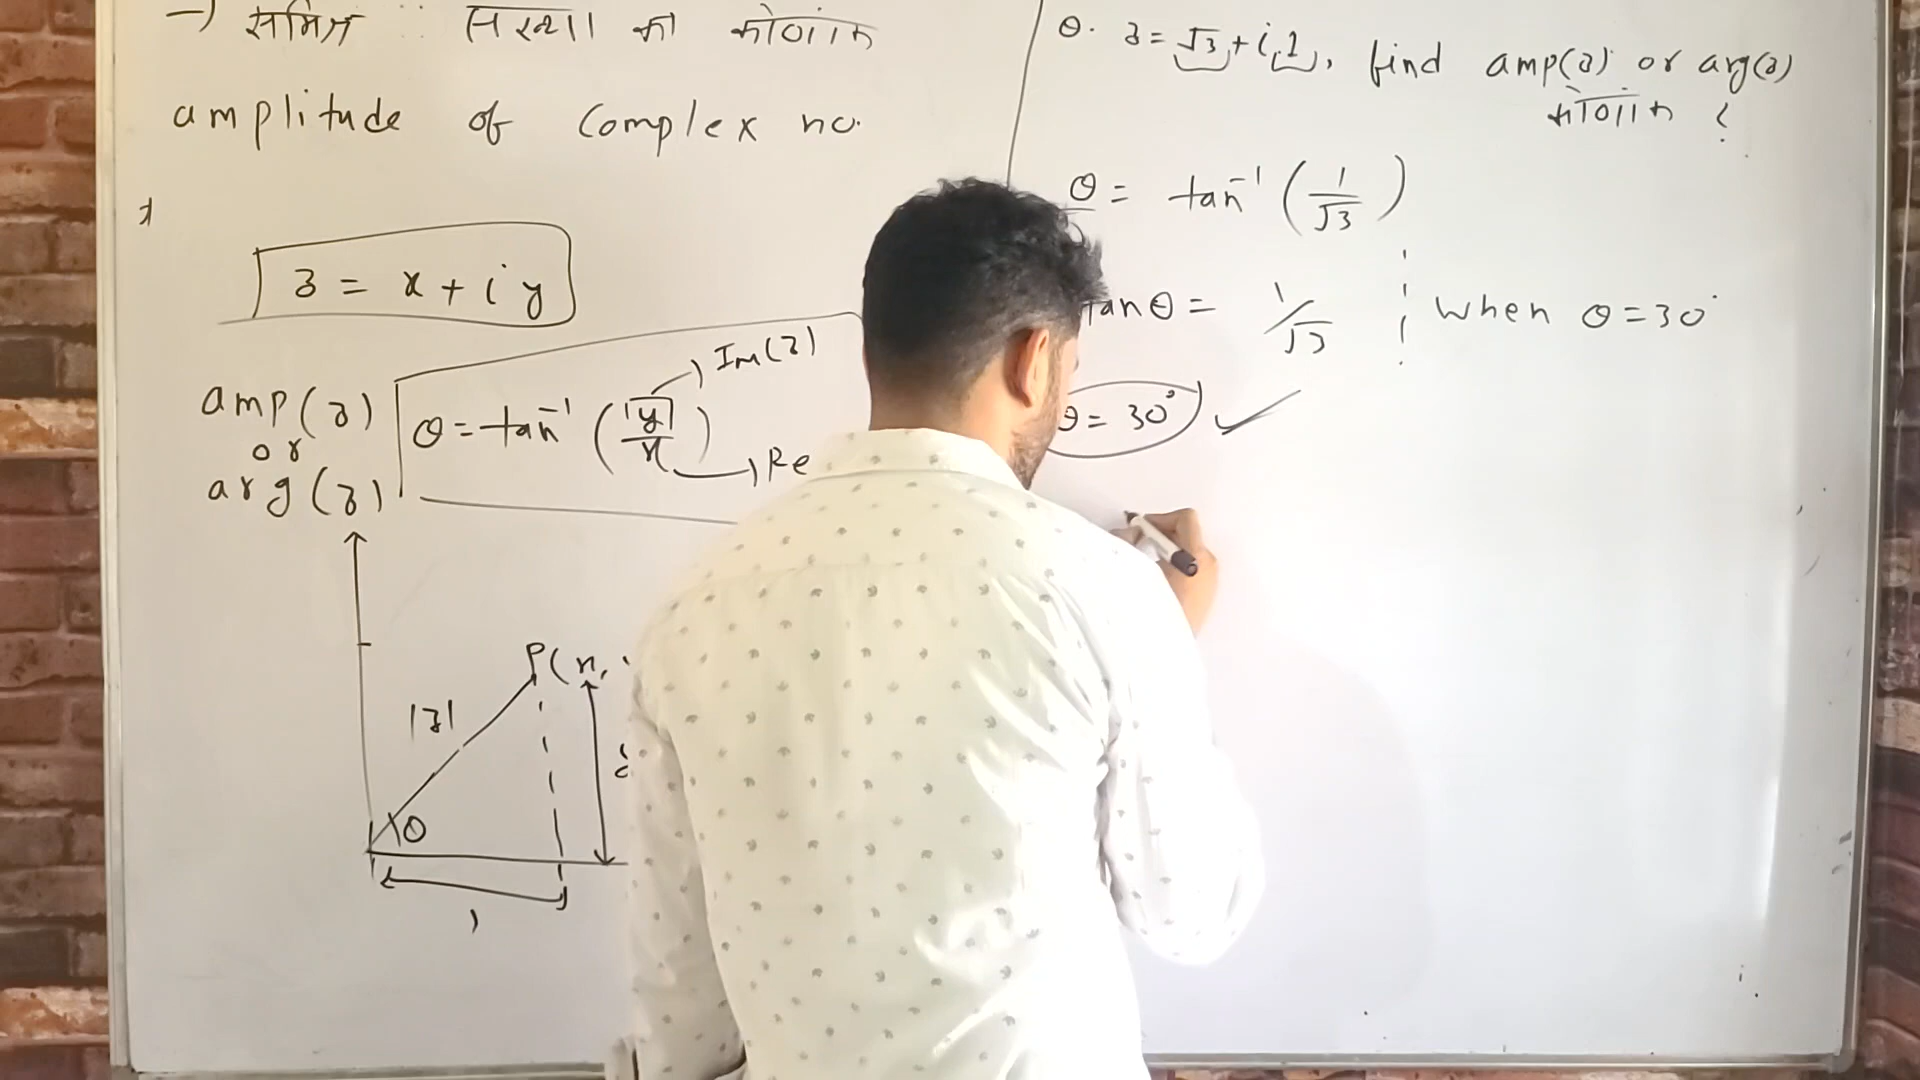 → समिश्र संख्या का कोणांक
amplitude of complex no.
z = x + i y
amp(z)
or
arg(z)
θ = tan⁻¹ (y/x)
Im(z)
Re
P(x,
|z|
θ
Q. z = √3 + i.1, find amp(z) or arg(z)
कोणांक ?
θ = tan⁻¹ (1/√3)
tanθ = 1/√3 when θ = 30°
θ = 30°